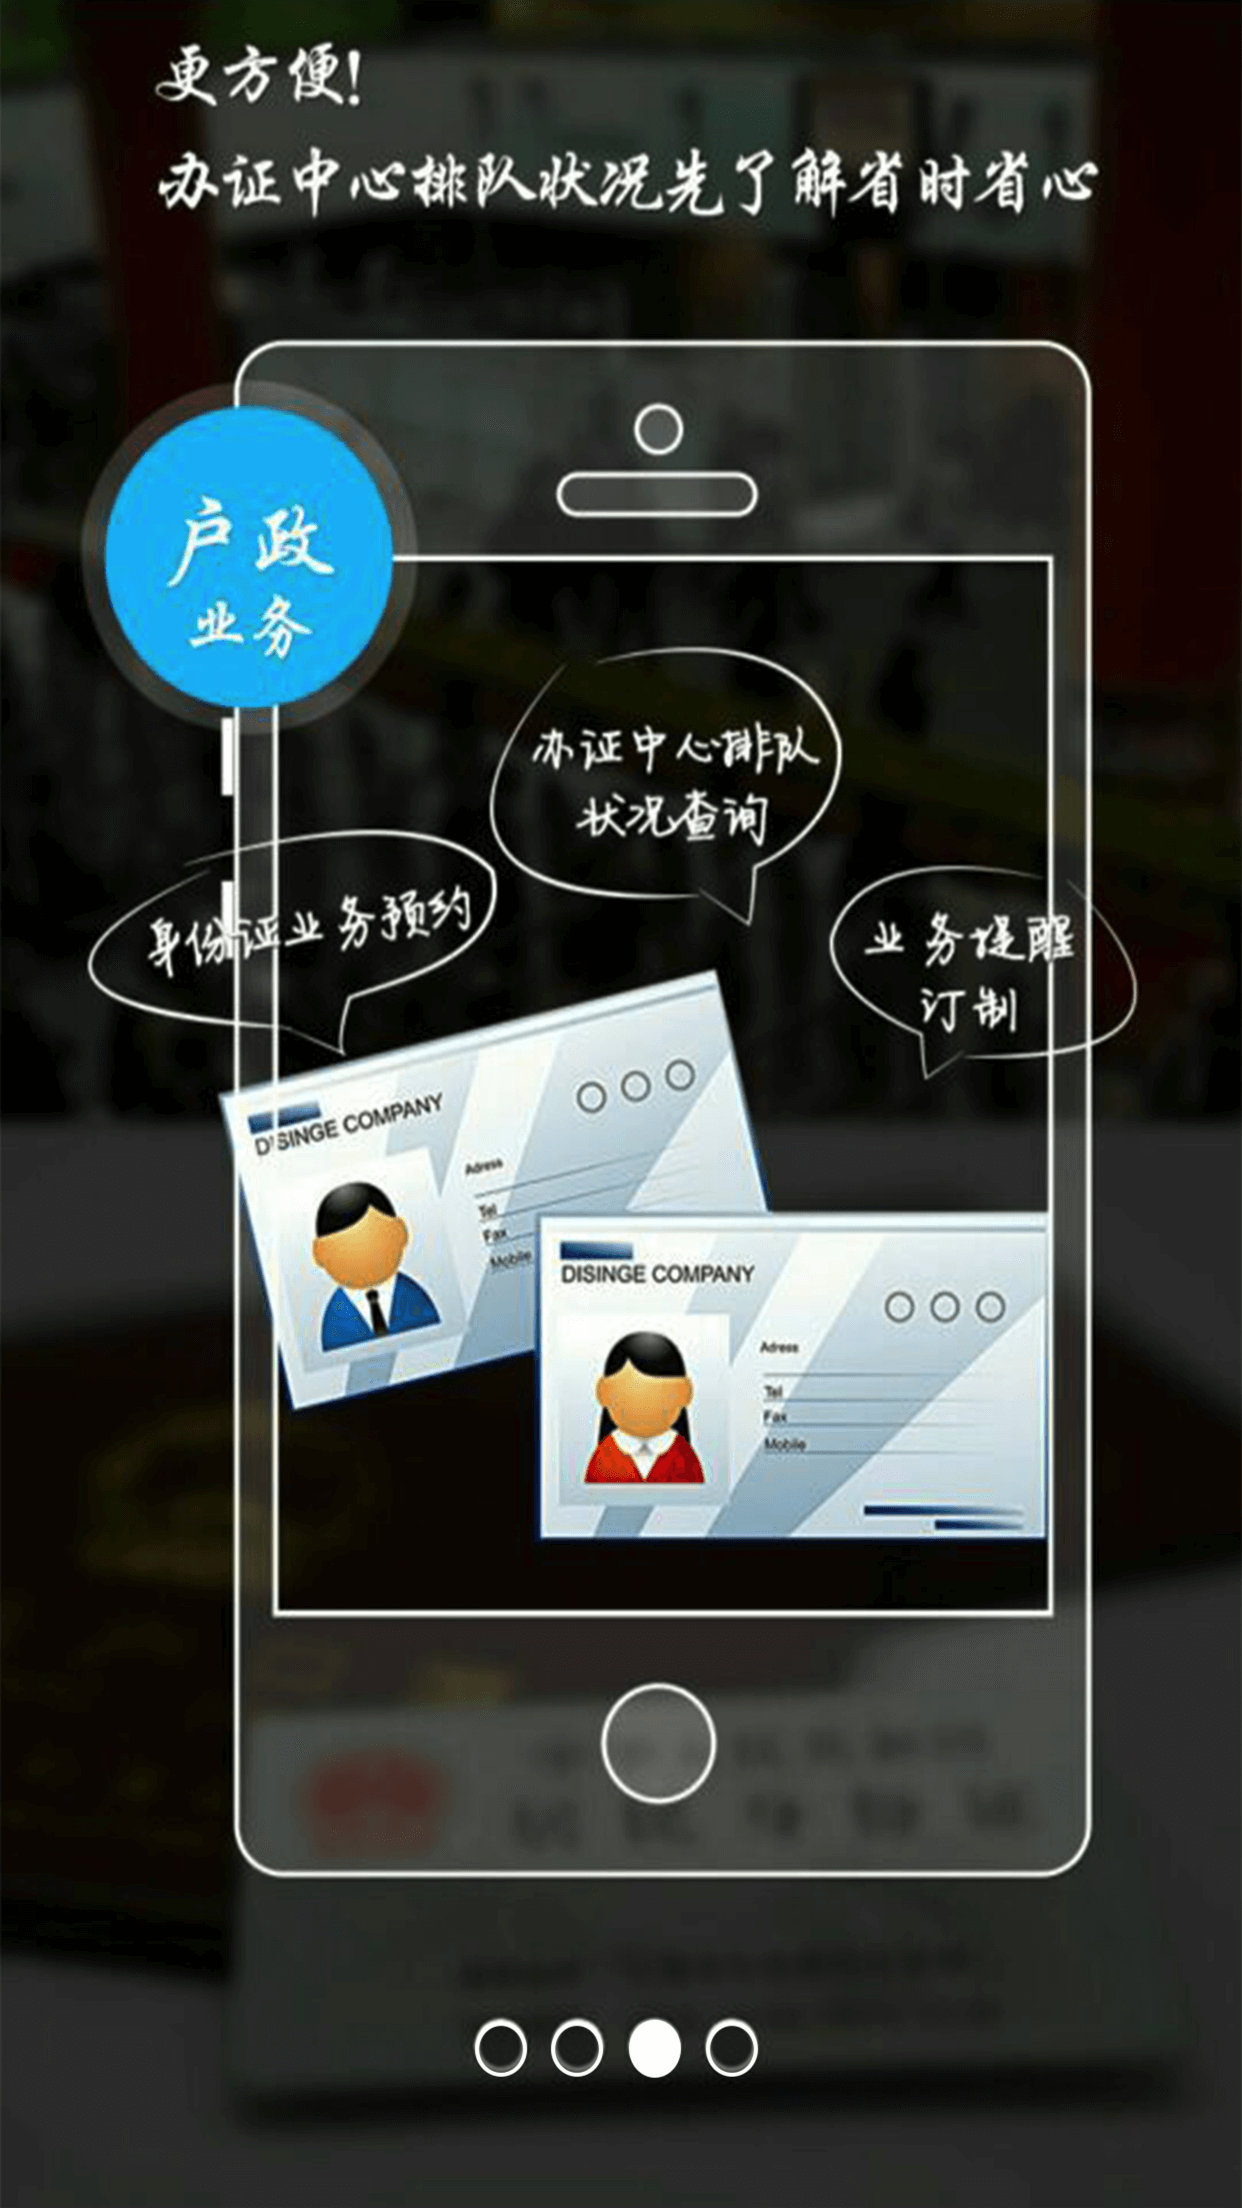 更方便!
办证中心排队状况先了解省时省心
户政
业务
办证中心排队
状况查询
身份证业务预约
业务提醒
订制
DISINGE COMPANY
Adress
Tel
Fax
Mobile
DISINGE COMPANY
Adress
Tel
Fax
Mobile